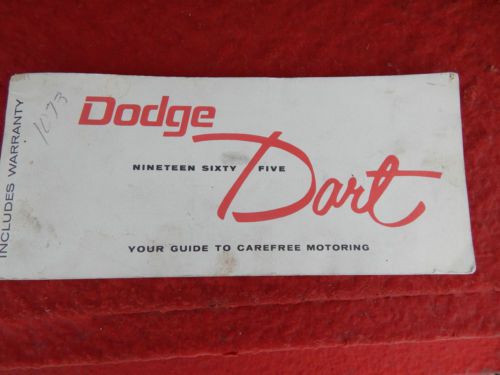 INCLUDES WARRANTY
1073
Dodge
NINETEEN SIXTY FIVE
Dart
YOUR GUIDE TO CAREFREE MOTORING